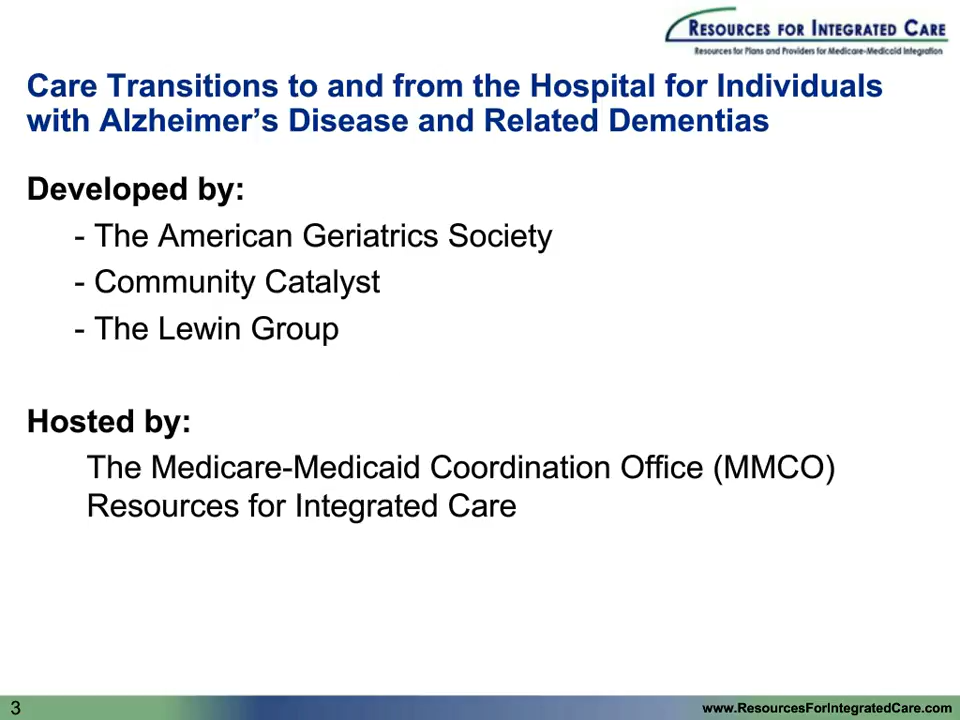 RESOURCES FOR INTEGRATED CARE
Resources for Plans and Providers for Medicare-Medicaid Integration
Care Transitions to and from the Hospital for Individuals
with Alzheimer’s Disease and Related Dementias
Developed by:
- The American Geriatrics Society
- Community Catalyst
- The Lewin Group
Hosted by:
The Medicare-Medicaid Coordination Office (MMCO)
Resources for Integrated Care
3
www.ResourcesForIntegratedCare.com